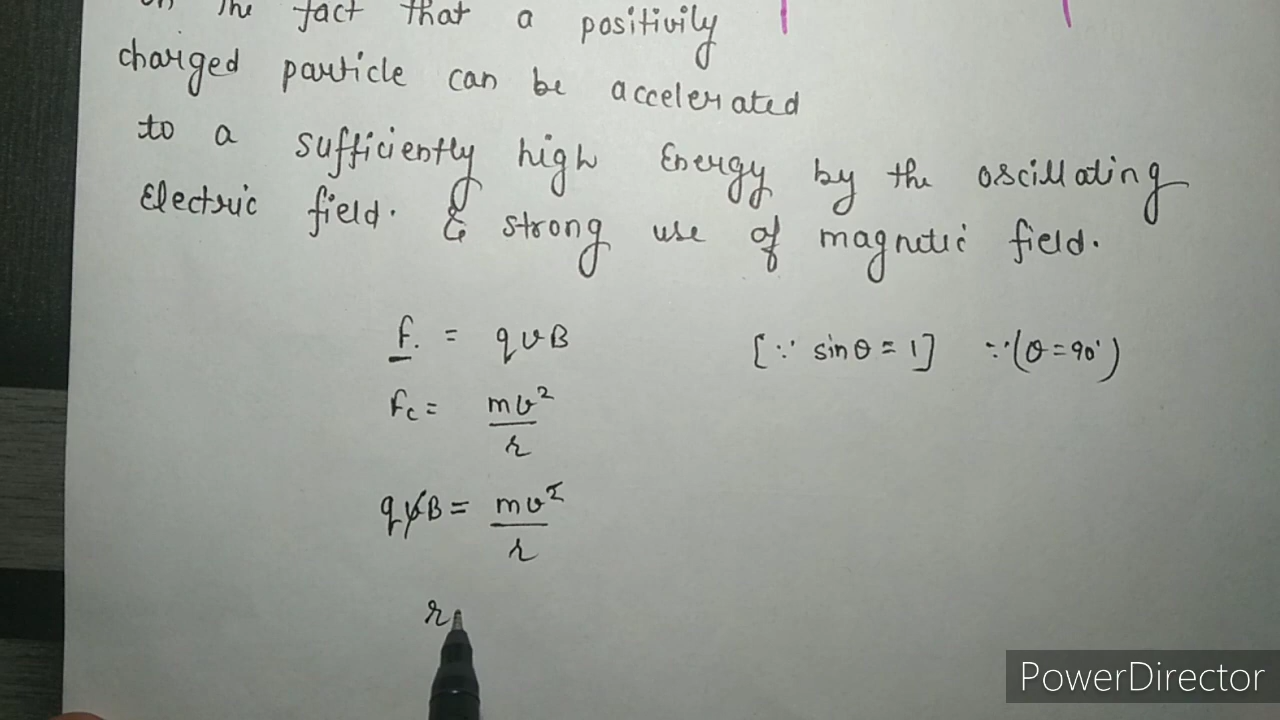 on the fact that a positivily
charged particle can be accelerated
to a sufficiently high Energy by the oscillating
Electric field. & strong use of magnetic field.
F. = qvB [∵ sinθ = 1] ∵(θ=90°)
Fc = mv²/r
qvB = mv²/r
r
PowerDirector